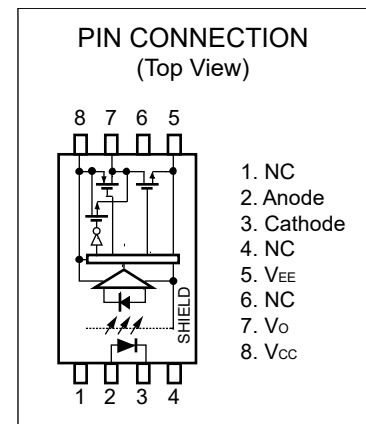 PIN CONNECTION
(Top View)
8 7 6 5
SHIELD
1 2 3 4
1. NC
2. Anode
3. Cathode
4. NC
5. VEE
6. NC
7. VO
8. VCC